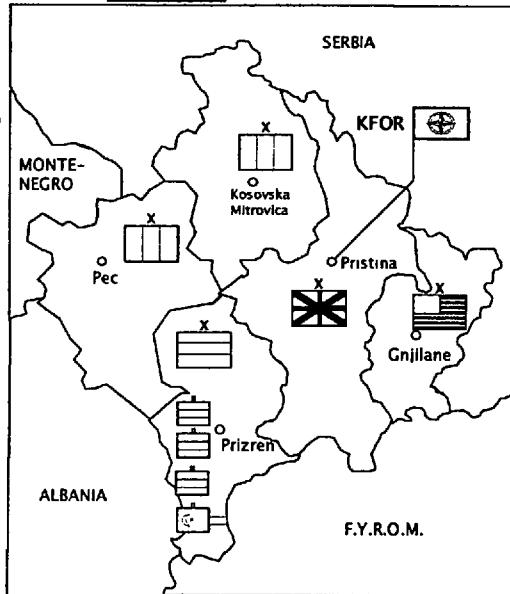 SERBIA
KFOR
MONTE-
NEGRO
X
Kosovska
Mitrovica
X
Pec
Pristina
X
X
Gnjilane
X
Prizren
ALBANIA
F.Y.R.O.M.